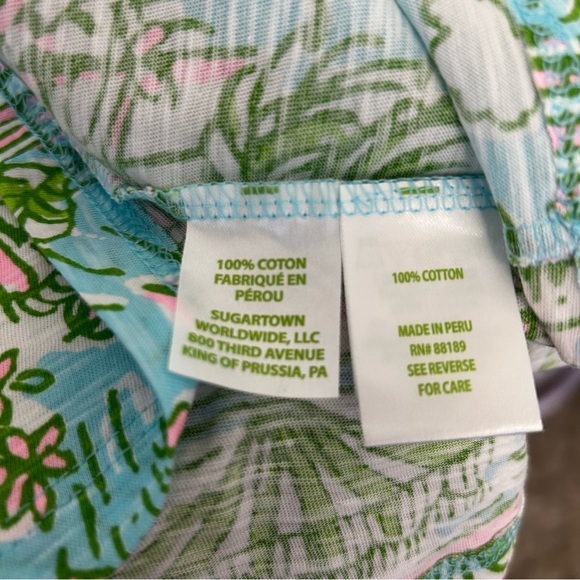 100% COTON
FABRIQUÉ EN
PÉROU
SUGARTOWN
WORLDWIDE, LLC
800 THIRD AVENUE
KING OF PRUSSIA, PA
100% COTTON
MADE IN PERU
RN# 88189
SEE REVERSE
FOR CARE